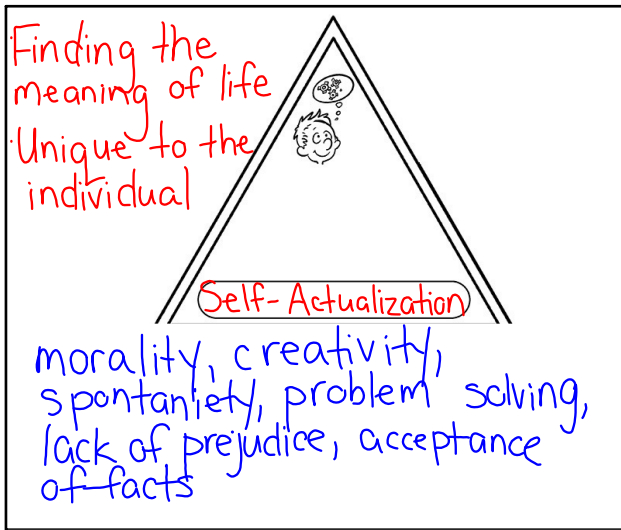 ·Finding the
meaning of life
·Unique to the
individual
Self-Actualization
morality, creativity,
spontaniety, problem solving,
lack of prejudice, acceptance
of facts